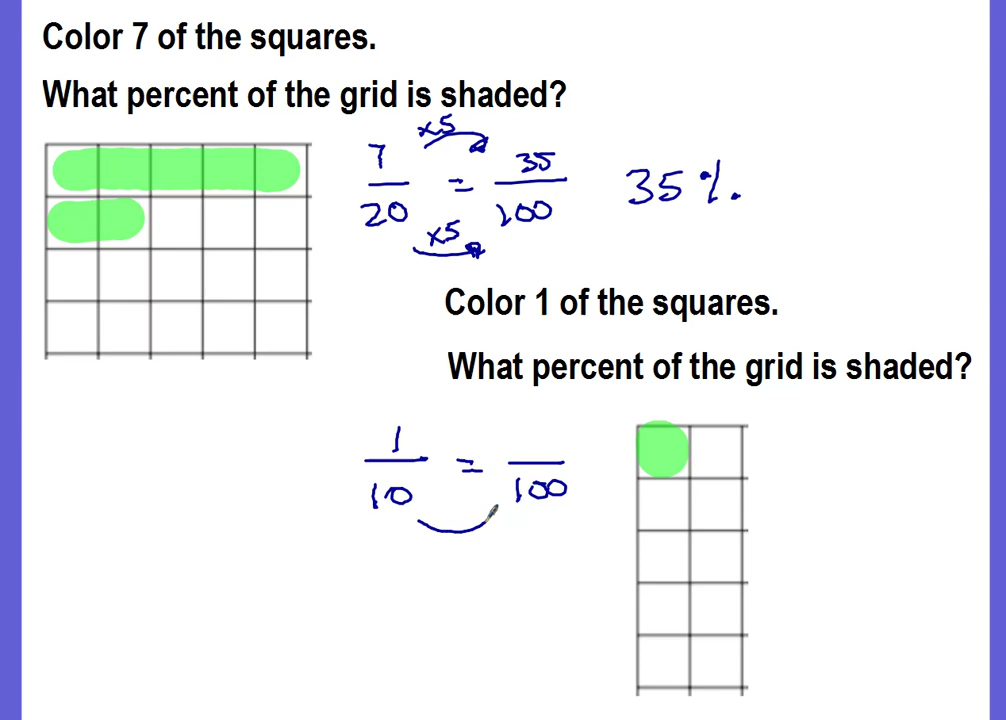 Color 7 of the squares.
What percent of the grid is shaded?
×5
7/20 = 35/100 35%
×5
Color 1 of the squares.
What percent of the grid is shaded?
1/10 = /100